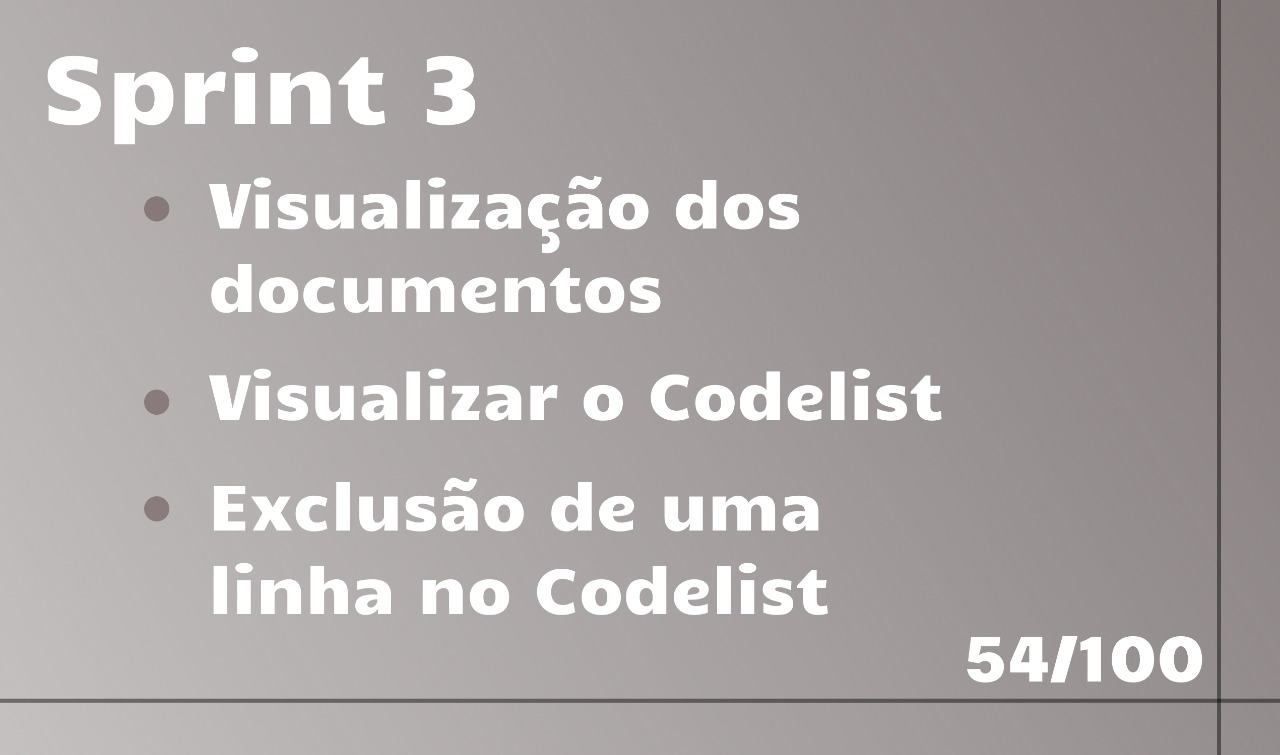 Sprint 3
• Visualização dos
documentos
• Visualizar o Codelist
• Exclusão de uma
linha no Codelist
54/100